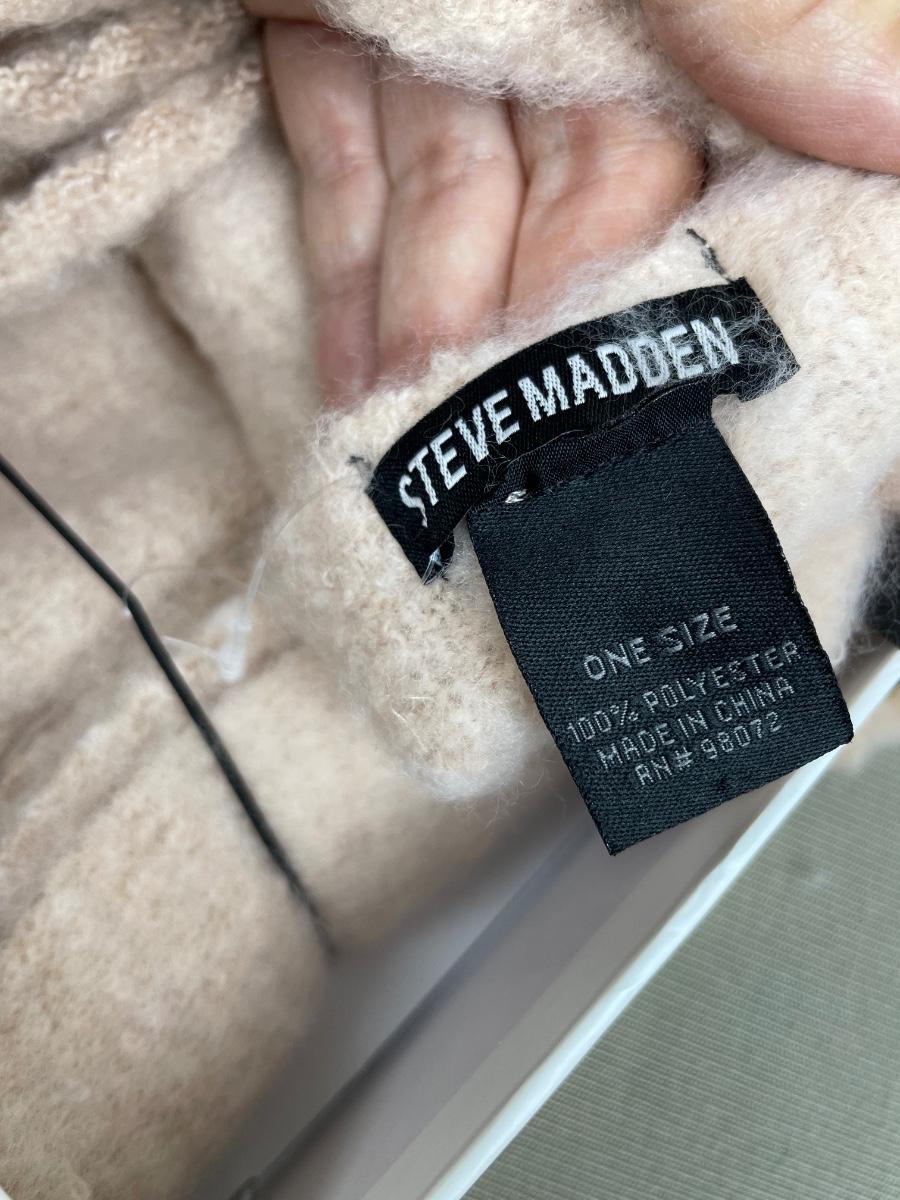 STEVE MADDEN
ONE SIZE
100% POLYESTER
MADE IN CHINA
RN# 98072